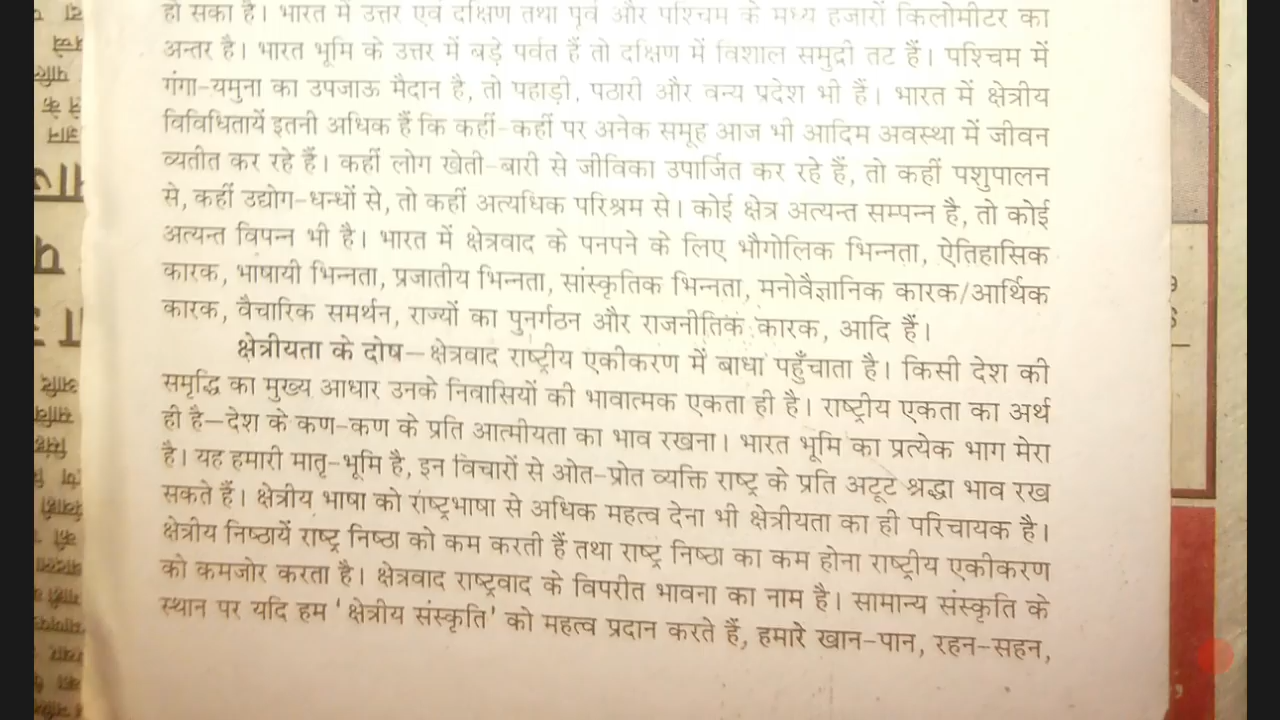 हो सका है। भारत में उत्तर एवं दक्षिण तथा पूर्व और पश्चिम के मध्य हजारों किलोमीटर का
अन्तर है। भारत भूमि के उत्तर में बड़े पर्वत हैं तो दक्षिण में विशाल समुद्री तट हैं। पश्चिम में
गंगा-यमुना का उपजाऊ मैदान है, तो पहाड़ी, पठारी और वन्य प्रदेश भी हैं। भारत में क्षेत्रीय
विविधितायें इतनी अधिक हैं कि कहीं-कहीं पर अनेक समूह आज भी आदिम अवस्था में जीवन
व्यतीत कर रहे हैं। कहीं लोग खेती-बारी से जीविका उपार्जित कर रहे हैं, तो कहीं पशुपालन
से, कहीं उद्योग-धन्धों से, तो कहीं अत्यधिक परिश्रम से। कोई क्षेत्र अत्यन्त सम्पन्न है, तो कोई
अत्यन्त विपन्न भी है। भारत में क्षेत्रवाद के पनपने के लिए भौगोलिक भिन्नता, ऐतिहासिक
कारक, भाषायी भिन्नता, प्रजातीय भिन्नता, सांस्कृतिक भिन्नता, मनोवैज्ञानिक कारक/आर्थिक
कारक, वैचारिक समर्थन, राज्यों का पुनर्गठन और राजनीतिक कारक, आदि हैं।
क्षेत्रीयता के दोष—क्षेत्रवाद राष्ट्रीय एकीकरण में बाधा पहुँचाता है। किसी देश की
समृद्धि का मुख्य आधार उनके निवासियों की भावात्मक एकता ही है। राष्ट्रीय एकता का अर्थ
ही है—देश के कण-कण के प्रति आत्मीयता का भाव रखना। भारत भूमि का प्रत्येक भाग मेरा
है। यह हमारी मातृ-भूमि है, इन विचारों से ओत-प्रोत व्यक्ति राष्ट्र के प्रति अटूट श्रद्धा भाव रख
सकते हैं। क्षेत्रीय भाषा को राष्ट्रभाषा से अधिक महत्व देना भी क्षेत्रीयता का ही परिचायक है।
क्षेत्रीय निष्ठायें राष्ट्र निष्ठा को कम करती हैं तथा राष्ट्र निष्ठा का कम होना राष्ट्रीय एकीकरण
को कमजोर करता है। क्षेत्रवाद राष्ट्रवाद के विपरीत भावना का नाम है। सामान्य संस्कृति के
स्थान पर यदि हम 'क्षेत्रीय संस्कृति' को महत्व प्रदान करते हैं, हमारे खान-पान, रहन-सहन,